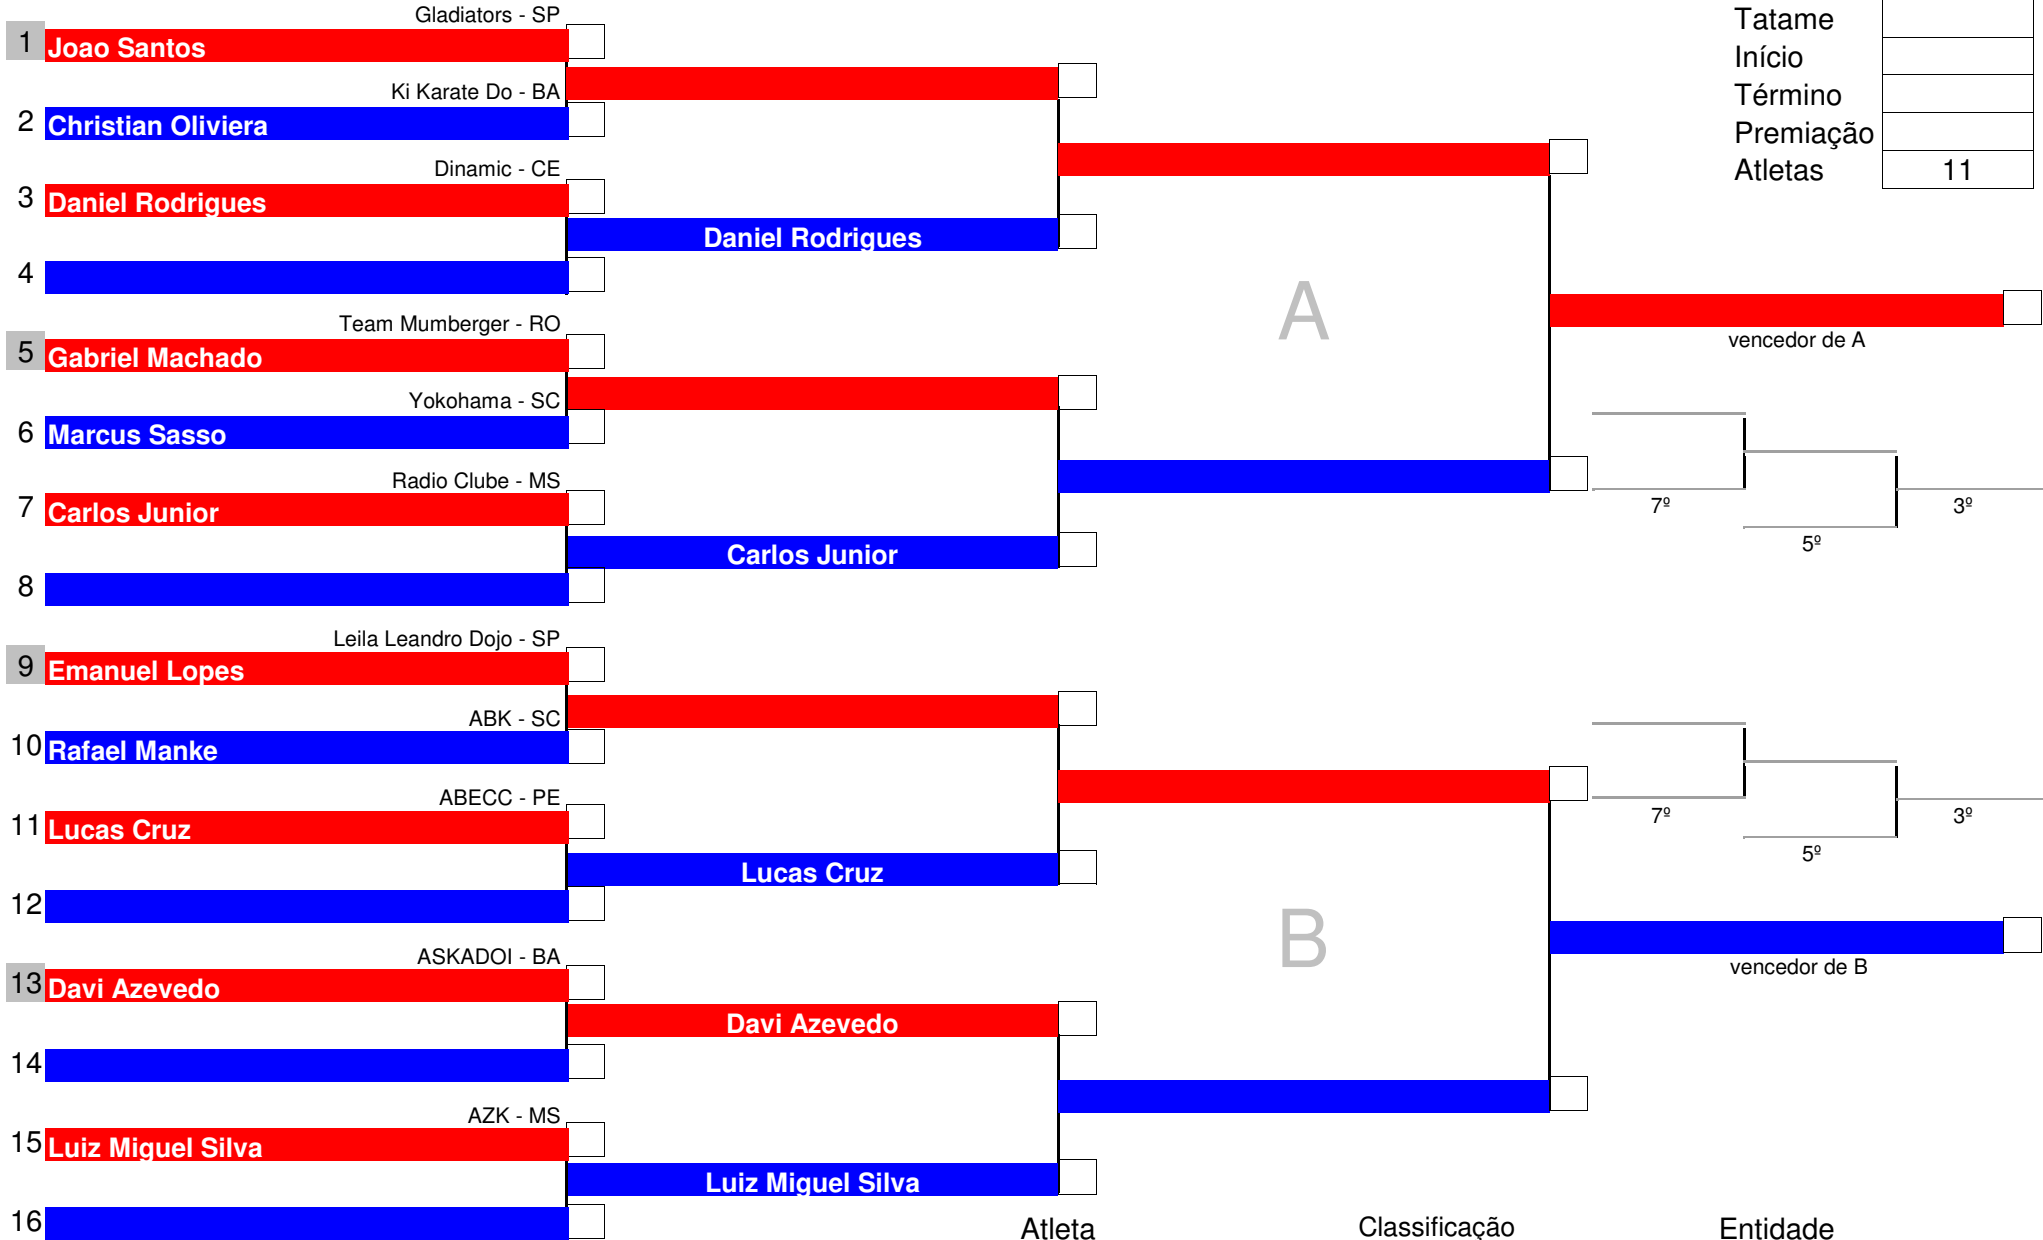 Gladiators - SP
1 Joao Santos
Ki Karate Do - BA
2 Christian Oliviera
Dinamic - CE
3 Daniel Rodrigues
Daniel Rodrigues
4
Team Mumberger - RO
5 Gabriel Machado
Yokohama - SC
6 Marcus Sasso
Radio Clube - MS
7 Carlos Junior
Carlos Junior
8
Leila Leandro Dojo - SP
9 Emanuel Lopes
ABK - SC
10 Rafael Manke
ABECC - PE
11 Lucas Cruz
Lucas Cruz
12
ASKADOI - BA
13 Davi Azevedo
Davi Azevedo
14
AZK - MS
15 Luiz Miguel Silva
Luiz Miguel Silva
16
A
B
Tatame
Início
Término
Premiação
Atletas 11
vencedor de A
7º
3º
5º
7º
3º
5º
vencedor de B
Atleta Classificação Entidade